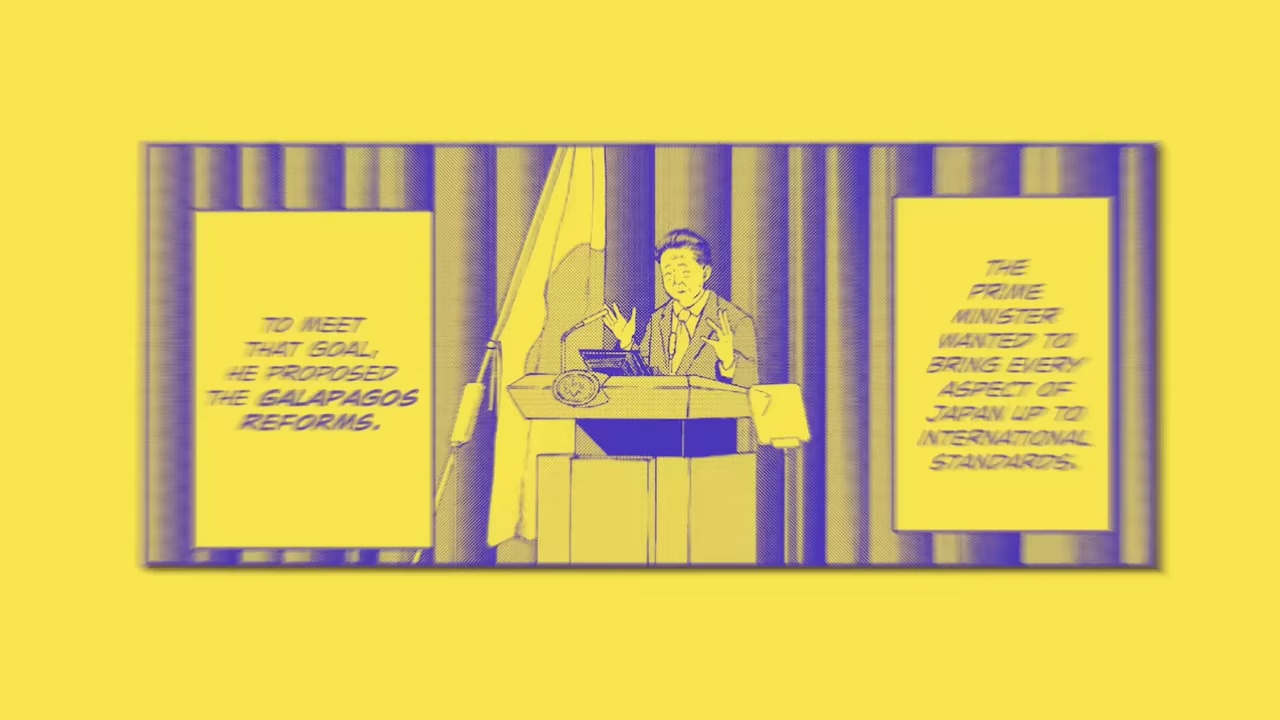 THE
PRIME
MINISTER
WANTED TO
BRING EVERY
ASPECT OF
JAPAN UP TO
INTERNATIONAL
STANDARDS.
TO MEET
THAT GOAL,
HE PROPOSED
THE GALAPAGOS
REFORMS.